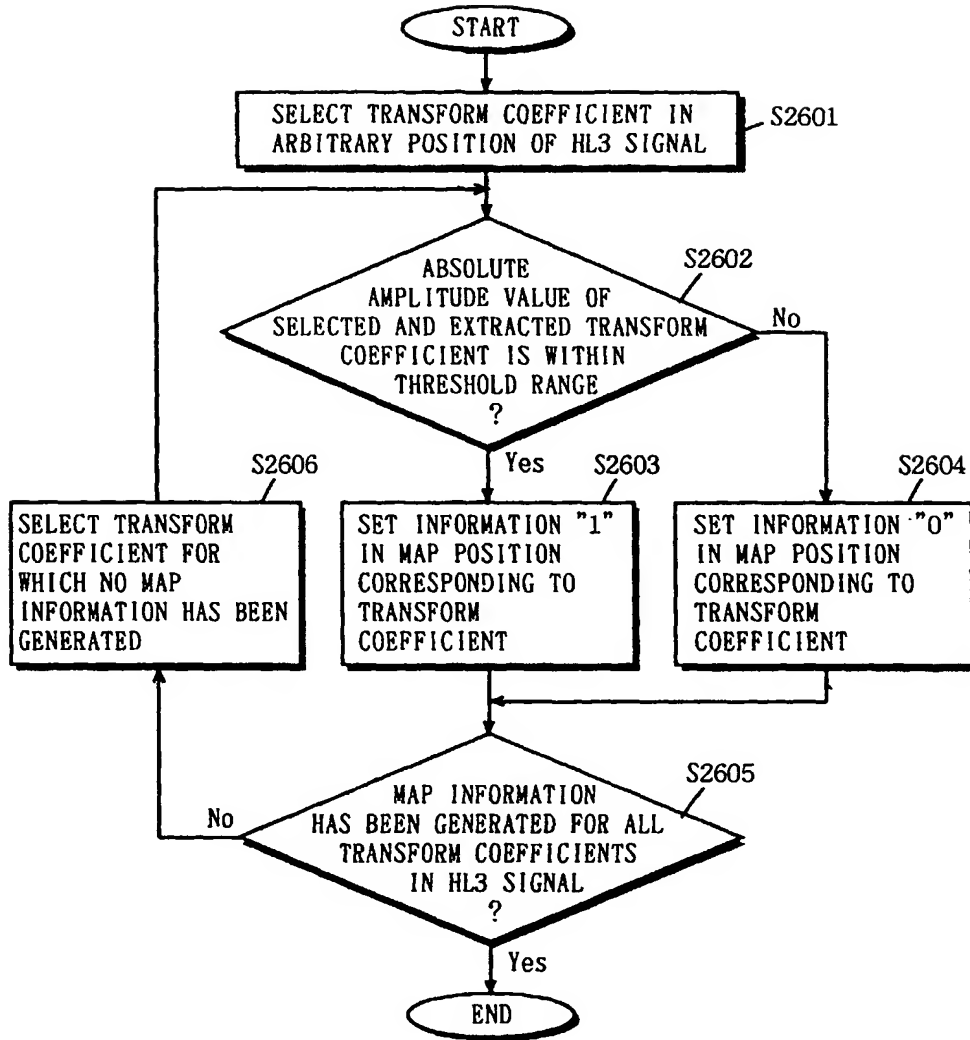 START
SELECT TRANSFORM COEFFICIENT IN
ARBITRARY POSITION OF HL3 SIGNAL
S2601
ABSOLUTE
AMPLITUDE VALUE OF
SELECTED AND EXTRACTED TRANSFORM
COEFFICIENT IS WITHIN
THRESHOLD RANGE
?
S2602
No
Yes
S2606
SELECT TRANSFORM
COEFFICIENT FOR
WHICH NO MAP
INFORMATION HAS BEEN
GENERATED
S2603
SET INFORMATION "1"
IN MAP POSITION
CORRESPONDING TO
TRANSFORM
COEFFICIENT
S2604
SET INFORMATION "0"
IN MAP POSITION
CORRESPONDING TO
TRANSFORM
COEFFICIENT
MAP INFORMATION
HAS BEEN GENERATED FOR ALL
TRANSFORM COEFFICIENTS
IN HL3 SIGNAL
?
S2605
No
Yes
END